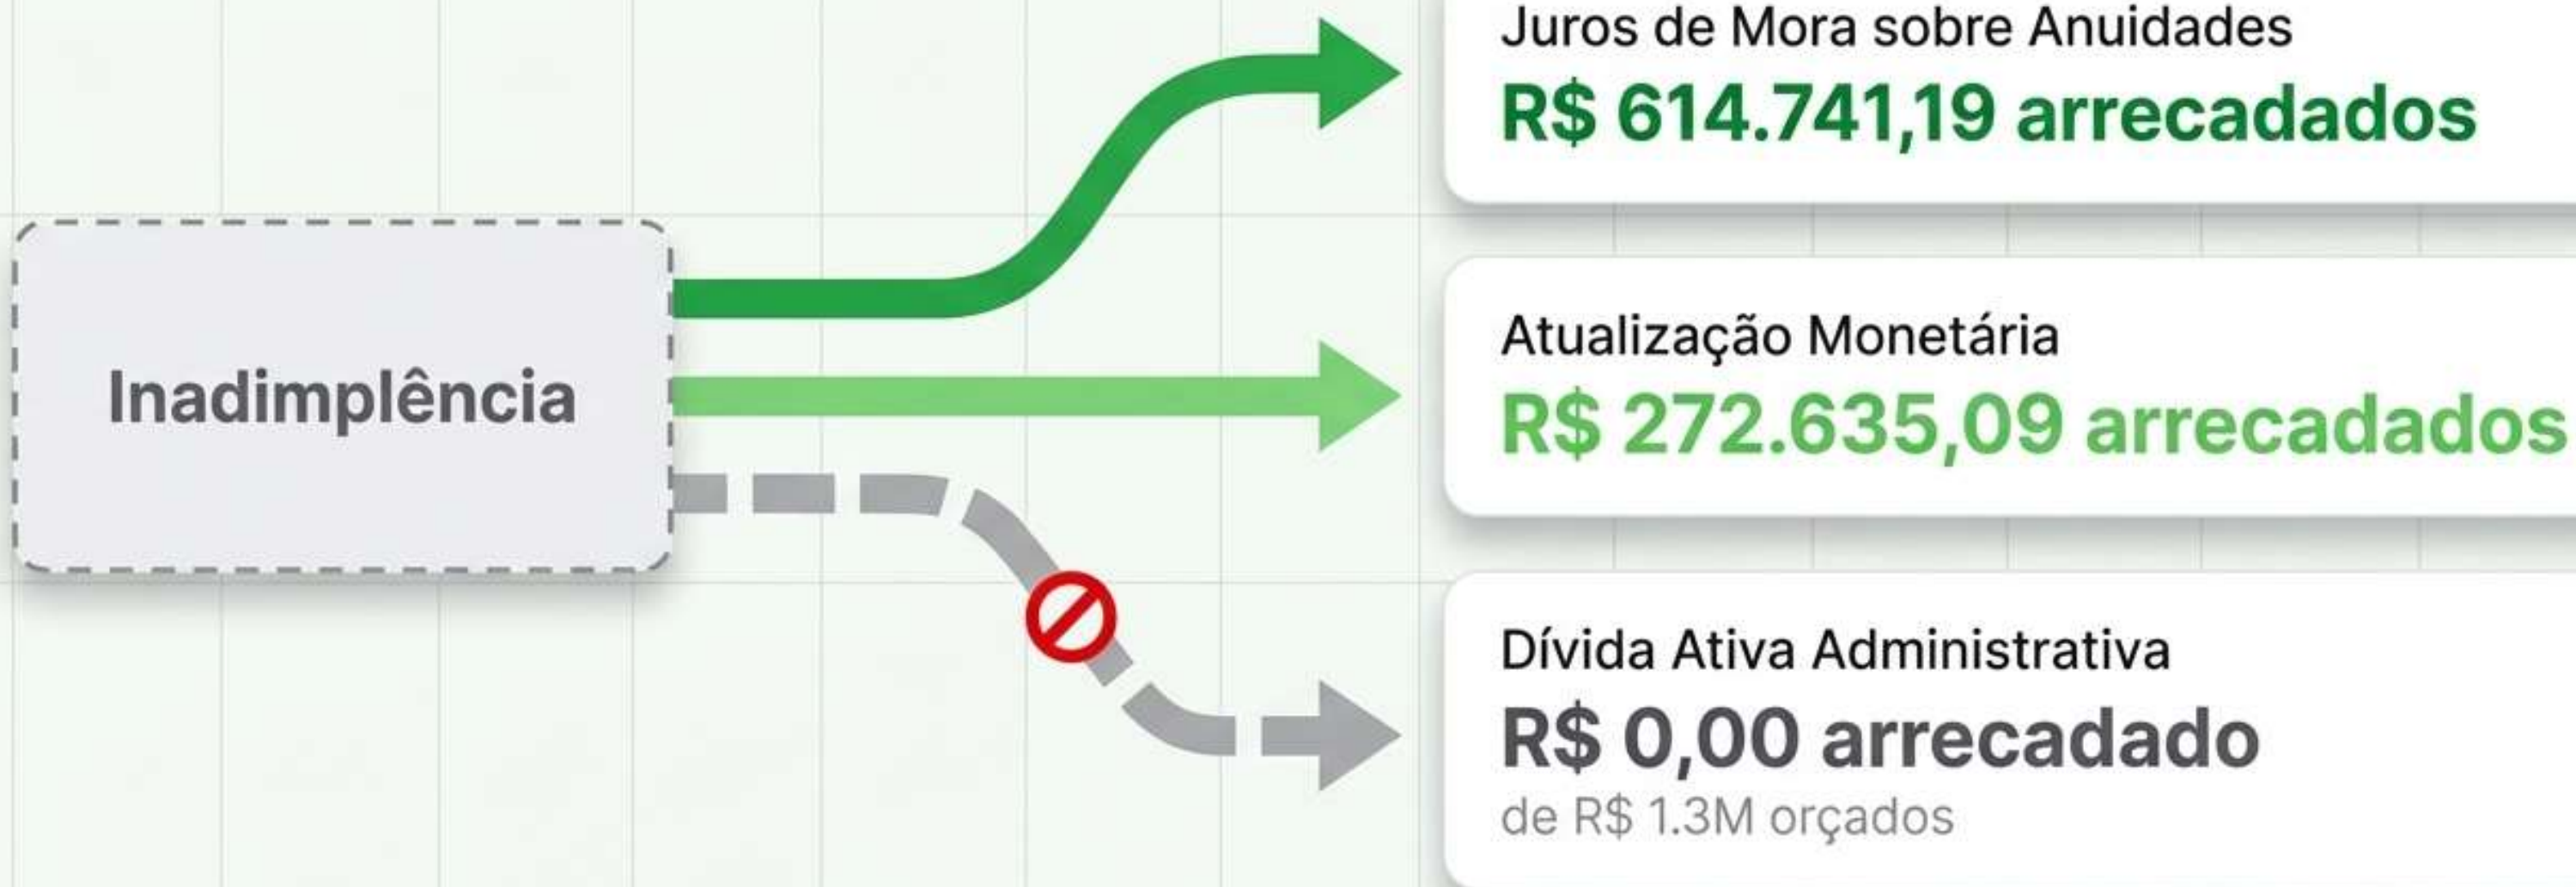 Juros de Mora sobre Anuidades
R$ 614.741,19 arrecadados
Inadimplência
Atualização Monetária
R$ 272.635,09 arrecadados
Dívida Ativa Administrativa
R$ 0,00 arrecadado
de R$ 1.3M orçados